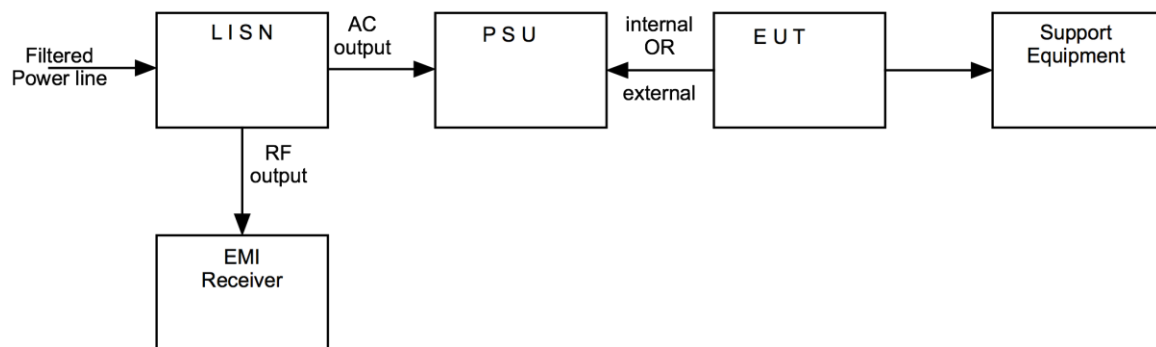 Filtered
Power line
L I S N
AC
output
P S U
internal
OR
external
E U T
Support
Equipment
RF
output
EMI
Receiver